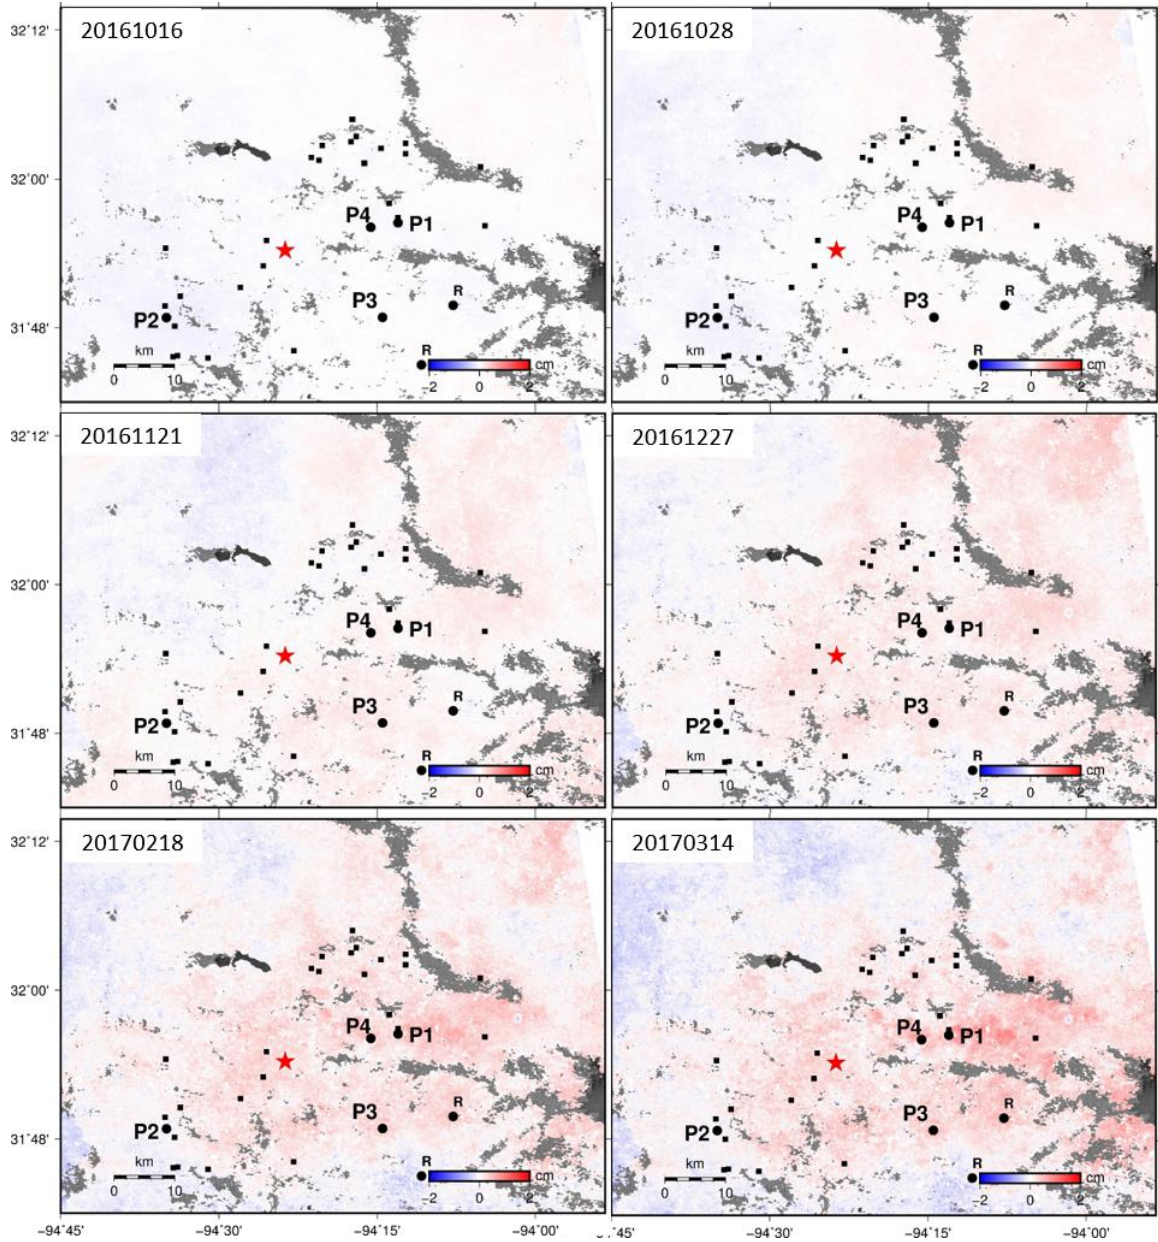 20161016
20161028
32°12'
32°00'
31°48'
P4
P1
P3
R
P2
km
0
10
R
cm
-2
0
2
P4
P1
P3
R
P2
km
0
10
R
cm
-2
0
2
20161121
20161227
32°12'
32°00'
31°48'
P4
P1
P3
R
P2
km
0
10
R
cm
-2
0
2
P4
P1
P3
R
P2
km
0
10
R
cm
-2
0
2
20170218
20170314
32°12'
32°00'
31°48'
P4
P1
P3
R
P2
km
0
10
R
cm
-2
0
2
P4
P1
P3
R
P2
km
0
10
R
cm
-2
0
2
−94°45'
−94°30'
−94°15'
−94°00'
−94°30'
−94°15'
−94°00'